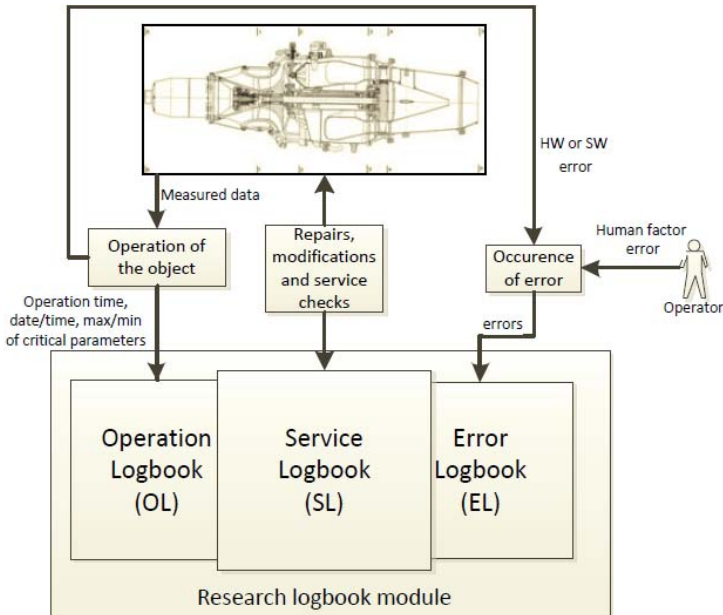 HW or SW
error
Measured data
Operation of
the object
Repairs,
modifications
and service
checks
Occurence
of error
Human factor
error
Operator
Operation time,
date/time, max/min
of critical parameters
errors
Operation
Logbook
(OL)
Service
Logbook
(SL)
Error
Logbook
(EL)
Research logbook module